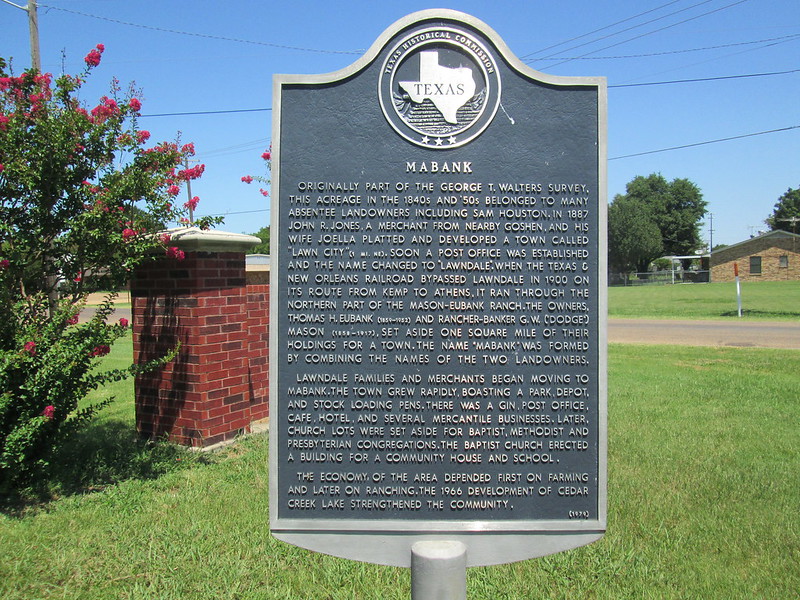 TEXAS HISTORICAL COMMISSION
TEXAS
MABANK
ORIGINALLY PART OF THE GEORGE T. WALTERS SURVEY,
THIS ACREAGE IN THE 1840s AND '50s BELONGED TO MANY
ABSENTEE LANDOWNERS INCLUDING SAM HOUSTON. IN 1887
JOHN R. JONES, A MERCHANT FROM NEARBY GOSHEN, AND HIS
WIFE JOELLA PLATTED AND DEVELOPED A TOWN CALLED
"LAWN CITY" (1 MI. NE). SOON A POST OFFICE WAS ESTABLISHED
AND THE NAME CHANGED TO "LAWNDALE". WHEN THE TEXAS &
NEW ORLEANS RAILROAD BYPASSED LAWNDALE IN 1900 ON
ITS ROUTE FROM KEMP TO ATHENS, IT RAN THROUGH THE
NORTHERN PART OF THE MASON-EUBANK RANCH. THE OWNERS,
THOMAS H. EUBANK (1859-1953) AND RANCHER-BANKER G. W. ("DODGE")
MASON (1858-1917), SET ASIDE ONE SQUARE MILE OF THEIR
HOLDINGS FOR A TOWN. THE NAME "MABANK" WAS FORMED
BY COMBINING THE NAMES OF THE TWO LANDOWNERS.
LAWNDALE FAMILIES AND MERCHANTS BEGAN MOVING TO
MABANK. THE TOWN GREW RAPIDLY, BOASTING A PARK, DEPOT,
AND STOCK LOADING PENS. THERE WAS A GIN, POST OFFICE,
CAFE, HOTEL, AND SEVERAL MERCANTILE BUSINESSES. LATER,
CHURCH LOTS WERE SET ASIDE FOR BAPTIST, METHODIST AND
PRESBYTERIAN CONGREGATIONS. THE BAPTIST CHURCH ERECTED
A BUILDING FOR A COMMUNITY HOUSE AND SCHOOL.
THE ECONOMY OF THE AREA DEPENDED FIRST ON FARMING
AND LATER ON RANCHING. THE 1966 DEVELOPMENT OF CEDAR
CREEK LAKE STRENGTHENED THE COMMUNITY.
(1979)